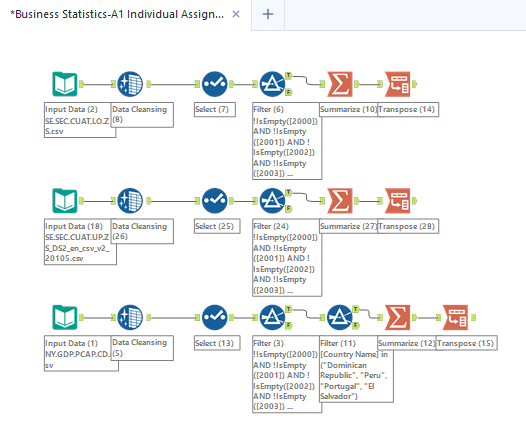 *Business Statistics-A1 Individual Assign...
T
F
Input Data (2)
SE.SEC.CUAT.LO.Z
S.csv
Data Cleansing
(8)
Select (7)
Filter (6)
!IsEmpty([2000])
AND !IsEmpty
([2001]) AND !
IsEmpty([2002])
AND !IsEmpty
([2003]) ...
Summarize (10)
Transpose (14)
T
F
Input Data (18)
SE.SEC.CUAT.UP.Z
S_DS2_en_csv_v2_
20105.csv
Data Cleansing
(26)
Select (25)
Filter (24)
!IsEmpty([2000])
AND !IsEmpty
([2001]) AND !
IsEmpty([2002])
AND !IsEmpty
([2003]) ...
Summarize (27)
Transpose (28)
T
F
T
F
Input Data (1)
NY.GDP.PCAP.CD.
sv
Data Cleansing
(5)
Select (13)
Filter (3)
!IsEmpty([2000])
AND !IsEmpty
([2001]) AND !
IsEmpty([2002])
AND !IsEmpty
([2003]) ...
Filter (11)
[Country Name] in
("Dominican
Republic", "Peru",
"Portugal", "El
Salvador")
Summarize (12)
Transpose (15)